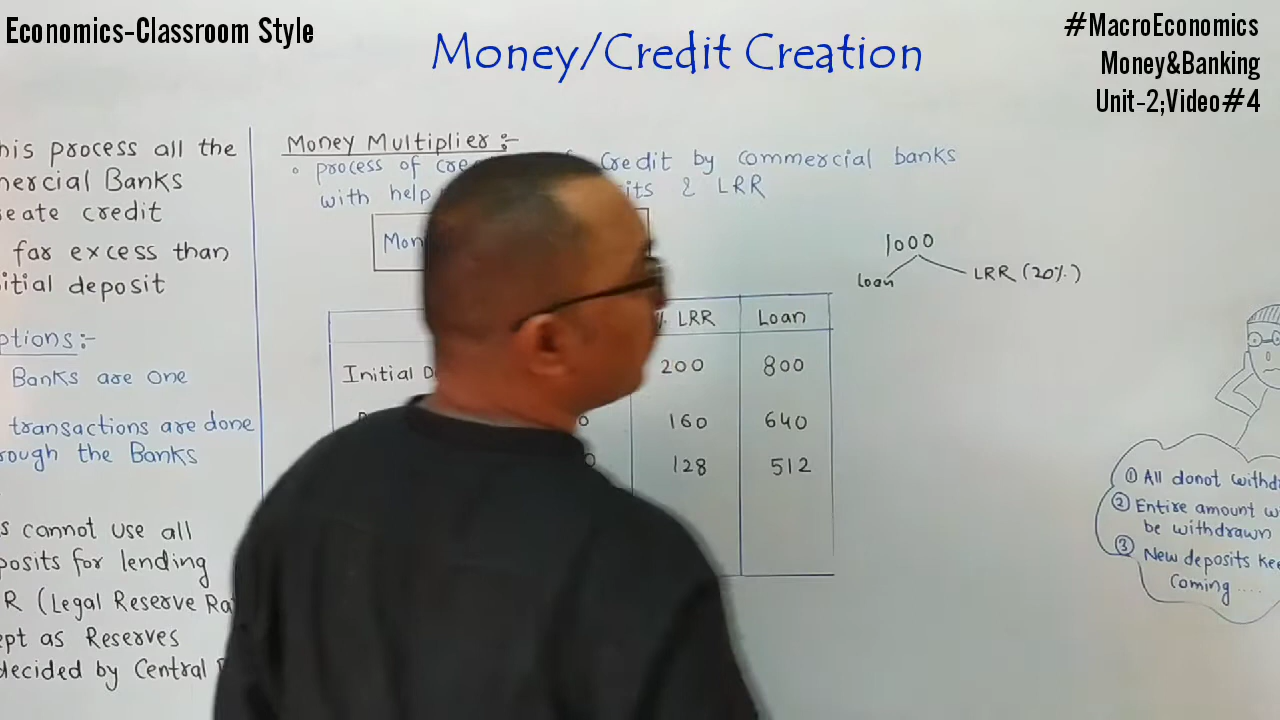 Economics-Classroom Style
Money/Credit Creation
#MacroEconomics
Money&Banking
Unit-2;Video#4
his process all the
mercial Banks
eate credit
far excess than
itial deposit
ptions:-
Banks are one
transactions are done
rough the Banks
s cannot use all
posits for lending
R (Legal Reserve Ra
ept as Reserves
decided by Central
Money Multiplier:-
process of cre credit by commercial banks
with help its & LRR
Mon
% LRR Loan
Initial D 200 800
160 640
128 512
1000
Loan LRR (20%)
① All donot withd
② Entire amount w
be withdrawn
③ New deposits kee
coming....